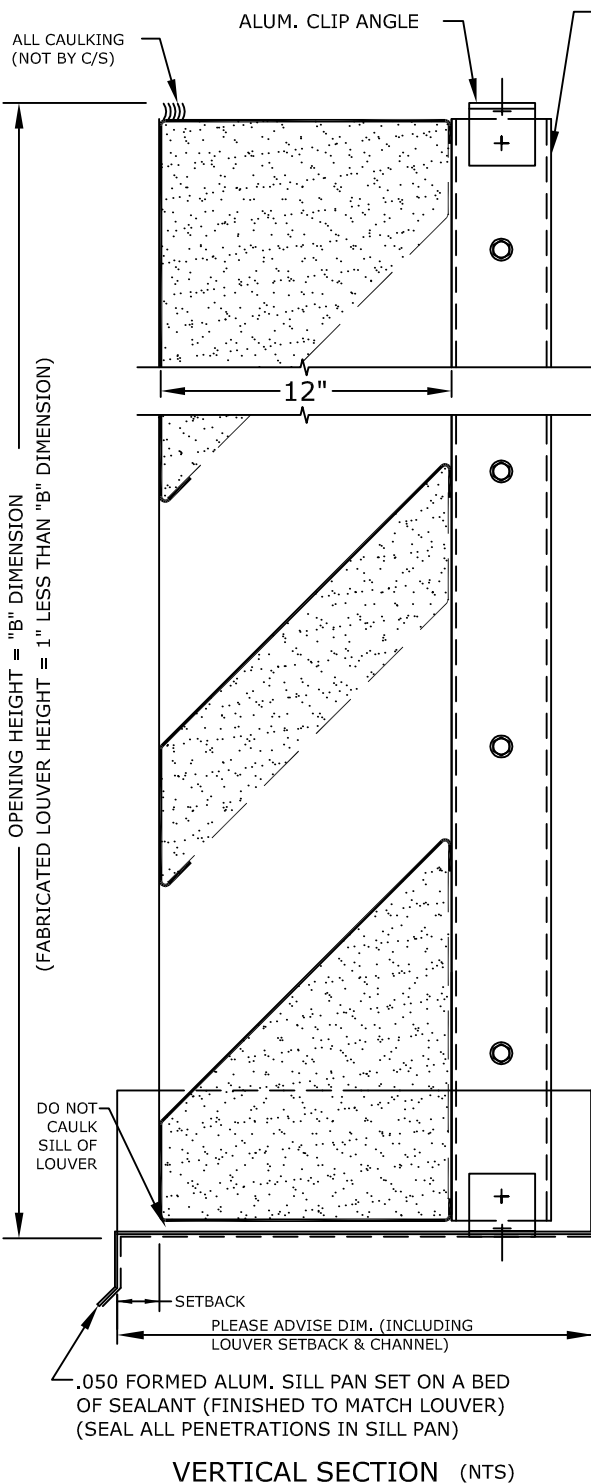 ALUM. CLIP ANGLE
ALL CAULKING
(NOT BY C/S)
12"
OPENING HEIGHT = "B" DIMENSION
(FABRICATED LOUVER HEIGHT = 1" LESS THAN "B" DIMENSION)
DO NOT
CAULK
SILL OF
LOUVER
SETBACK
PLEASE ADVISE DIM. (INCLUDING
LOUVER SETBACK & CHANNEL)
.050 FORMED ALUM. SILL PAN SET ON A BED
OF SEALANT (FINISHED TO MATCH LOUVER)
(SEAL ALL PENETRATIONS IN SILL PAN)
VERTICAL SECTION (NTS)